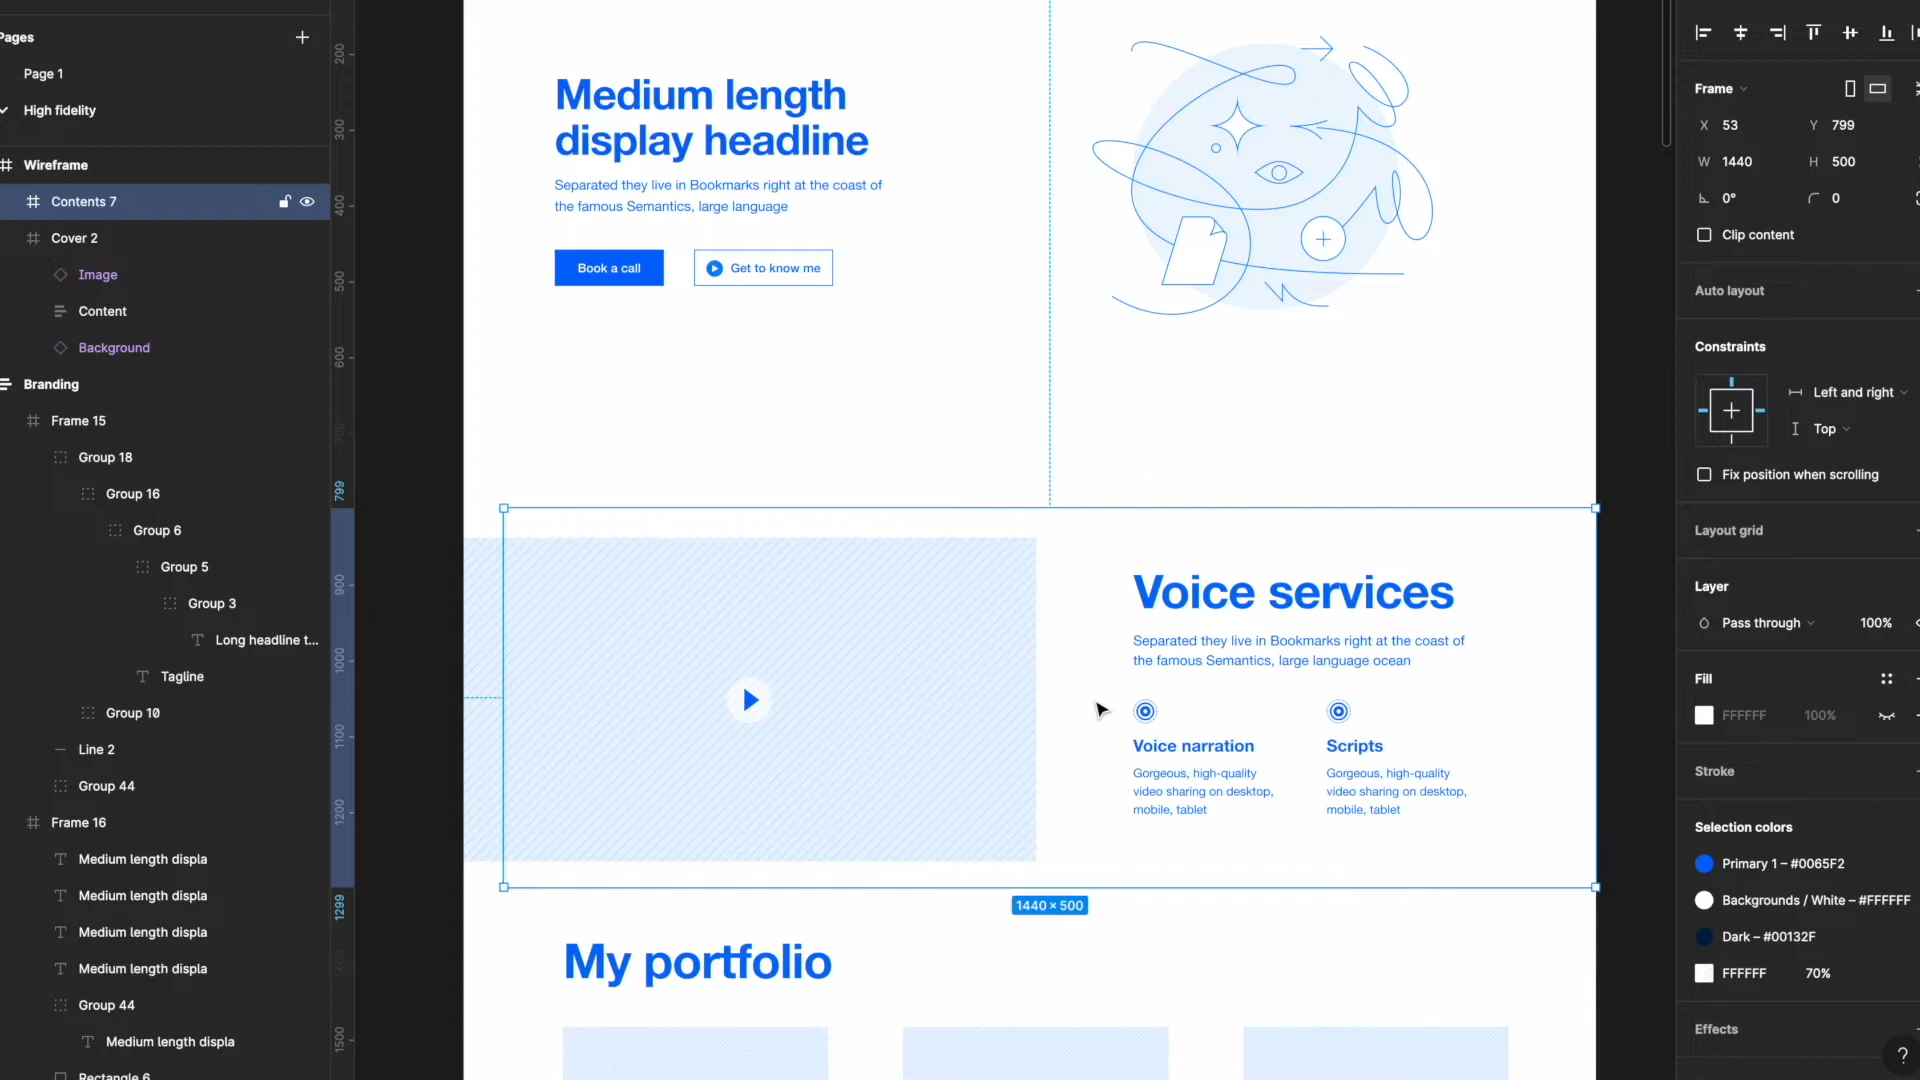 Pages
Page 1
High fidelity
Wireframe
Contents 7
Cover 2
Image
Content
Background
Branding
Frame 15
Group 18
Group 16
Group 6
Group 5
Group 3
Long headline t...
Tagline
Group 10
Line 2
Group 44
Frame 16
Medium length displa
Medium length displa
Medium length displa
Medium length displa
Group 44
Medium length displa
Rectangle 6
200
300
400
500
600
799
900
1000
1100
1200
1299
1500
Medium length
display headline
Separated they live in Bookmarks right at the coast of
the famous Semantics, large language
Book a call
Get to know me
Voice services
Separated they live in Bookmarks right at the coast of
the famous Semantics, large language ocean
Voice narration
Gorgeous, high-quality
video sharing on desktop,
mobile, tablet
Scripts
Gorgeous, high-quality
video sharing on desktop,
mobile, tablet
1440 × 500
My portfolio
Frame
X 53 Y 799
W 1440 H 500
0° 0
Clip content
Auto layout
Constraints
Left and right
Top
Fix position when scrolling
Layout grid
Layer
Pass through 100%
Fill
FFFFFF 100%
Stroke
Selection colors
Primary 1 – #0065F2
Backgrounds / White – #FFFFFF
Dark – #00132F
FFFFFF 70%
Effects
?